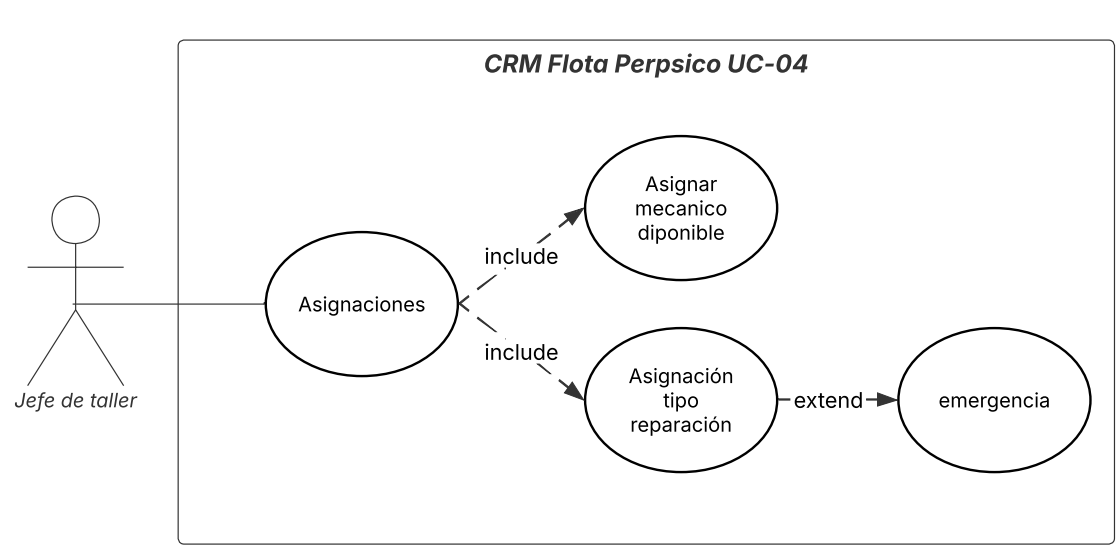 CRM Flota Perpsico UC-04
Asignar
mecanico
diponible
include
Asignaciones
include
Asignación
tipo
reparación
extend
emergencia
Jefe de taller